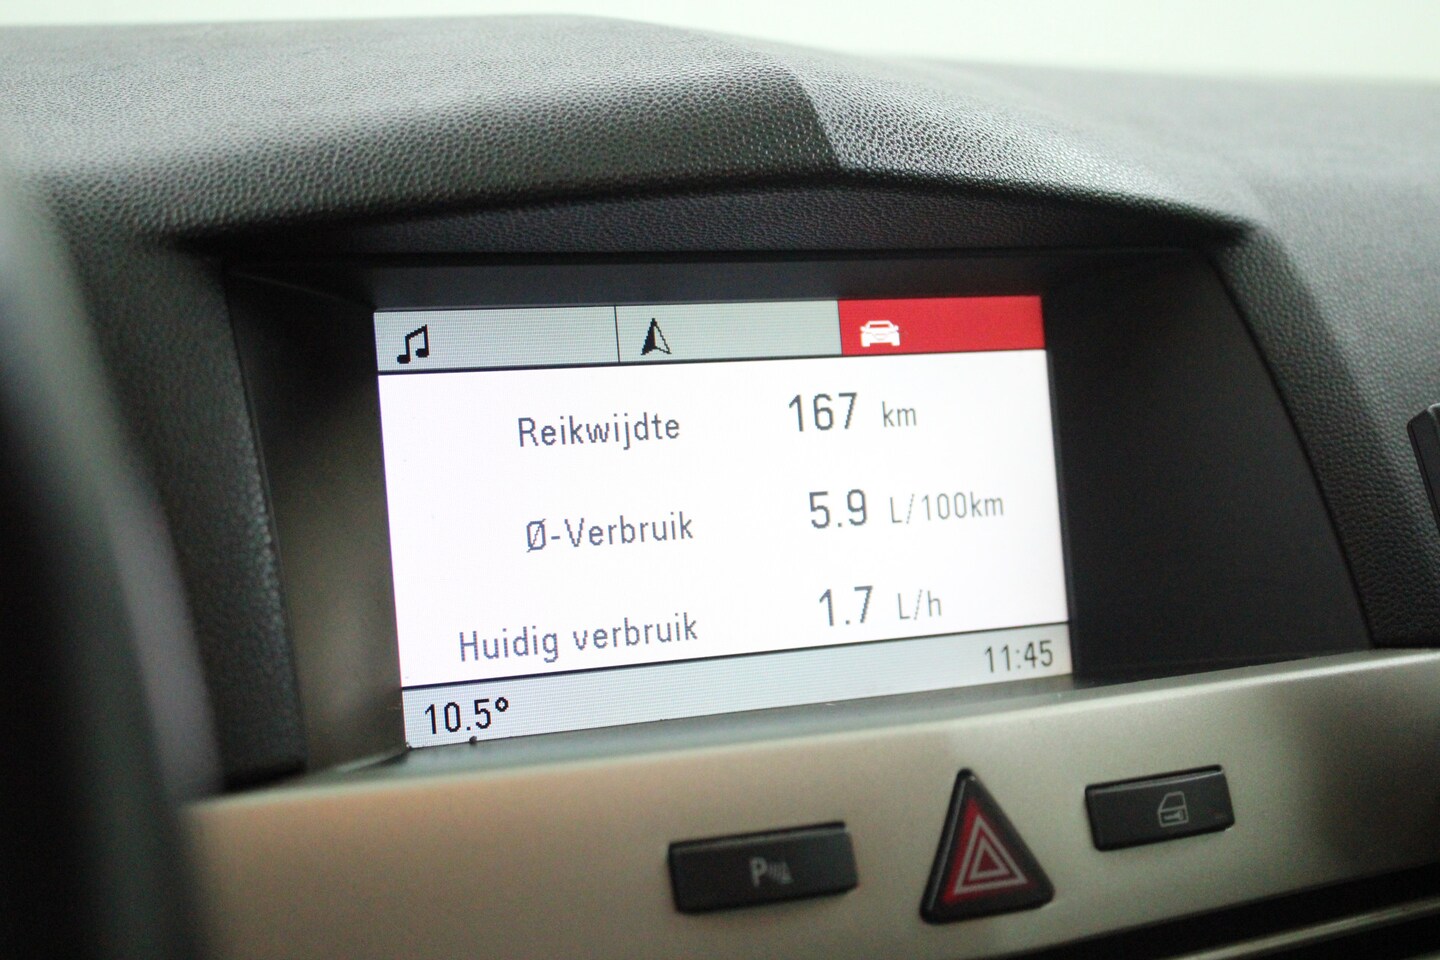 Reikwijdte 167 km
Ø-Verbruik 5.9 L/100km
Huidig verbruik 1.7 L/h
10.5° 11:45
P